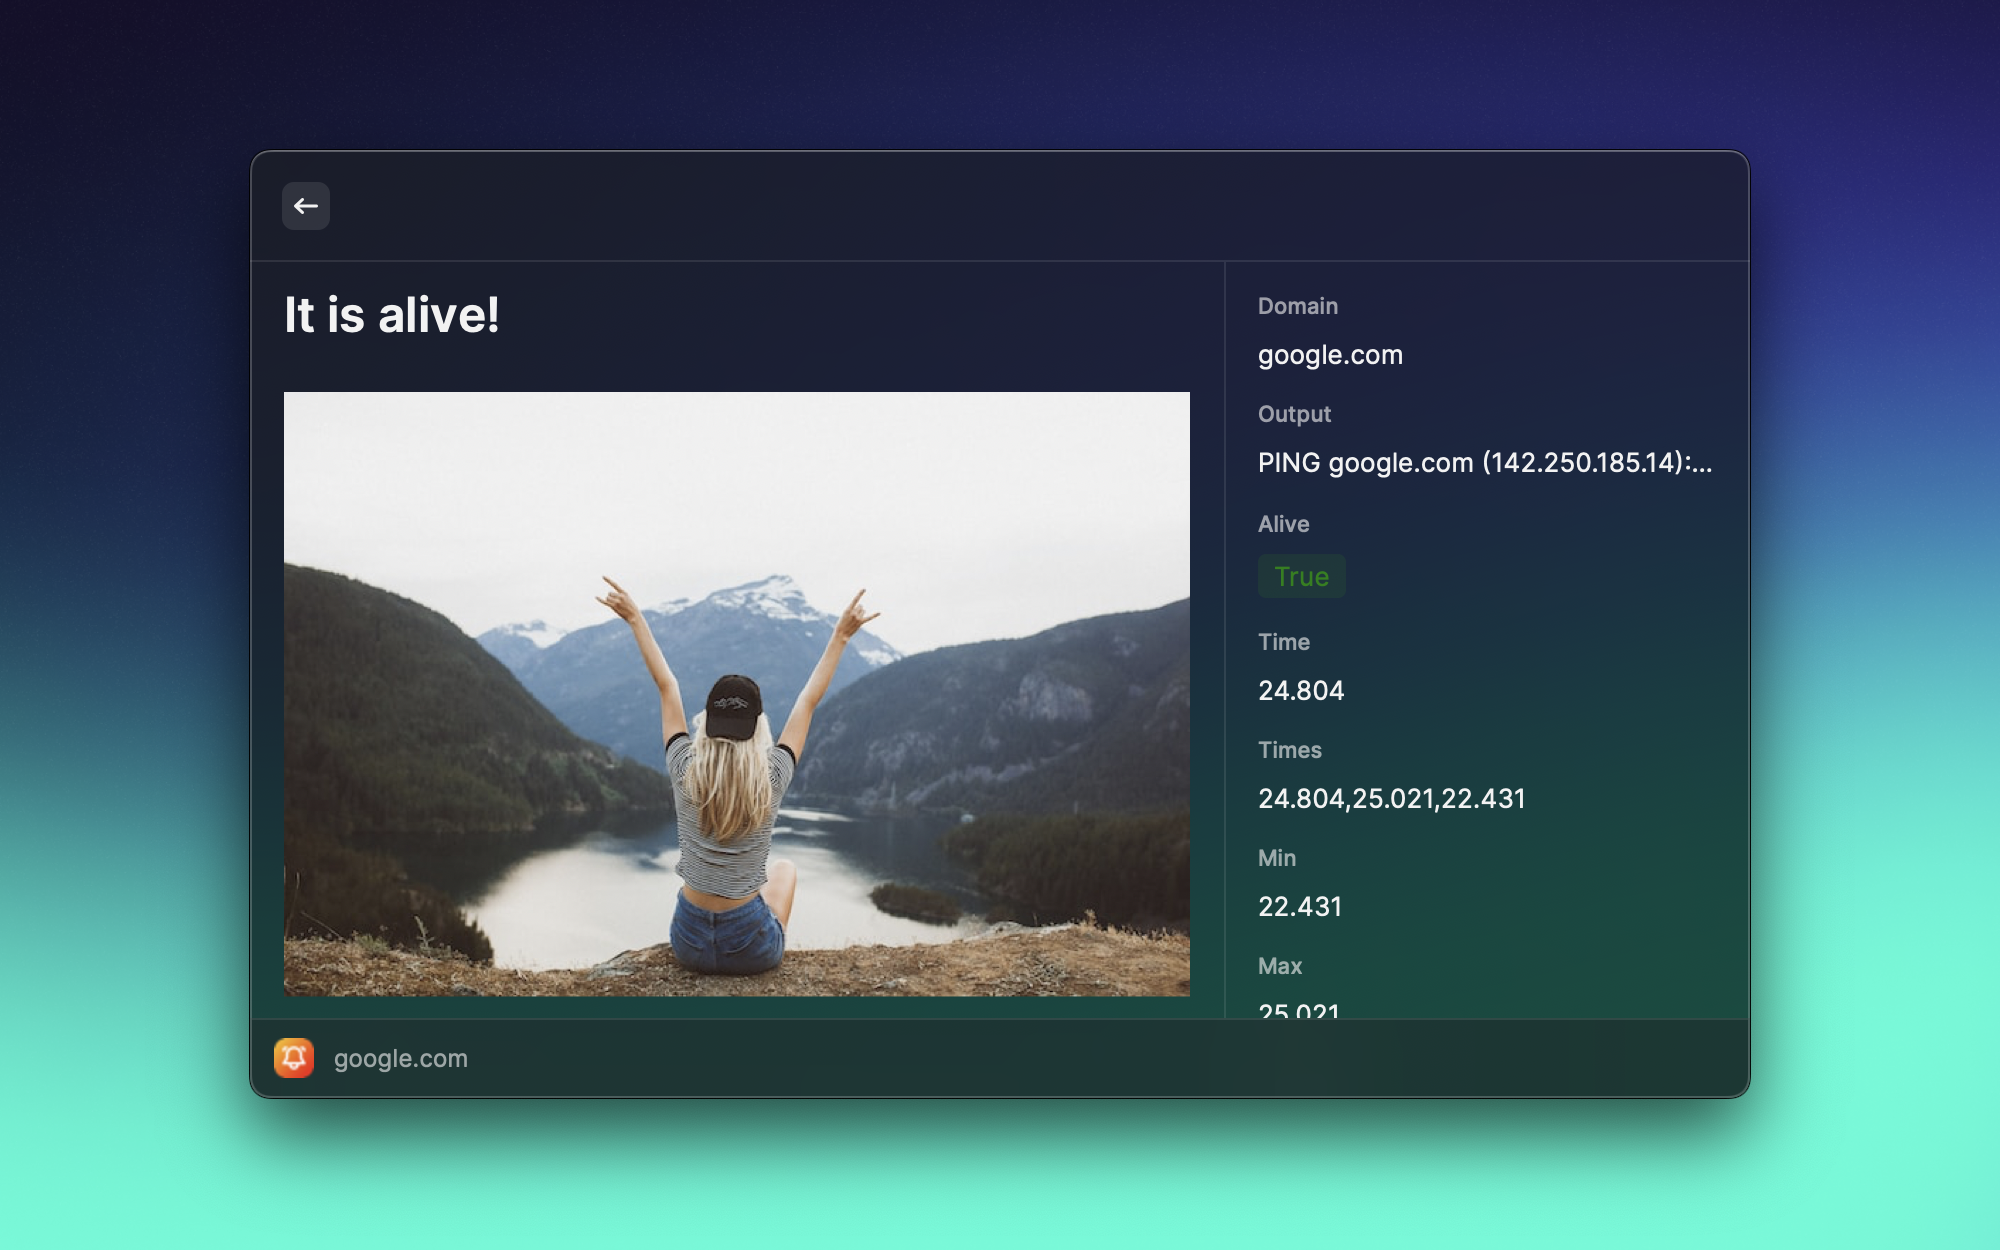 It is alive!
Domain
google.com
Output
PING google.com (142.250.185.14):...
Alive
True
Time
24.804
Times
24.804,25.021,22.431
Min
22.431
Max
25.021
google.com